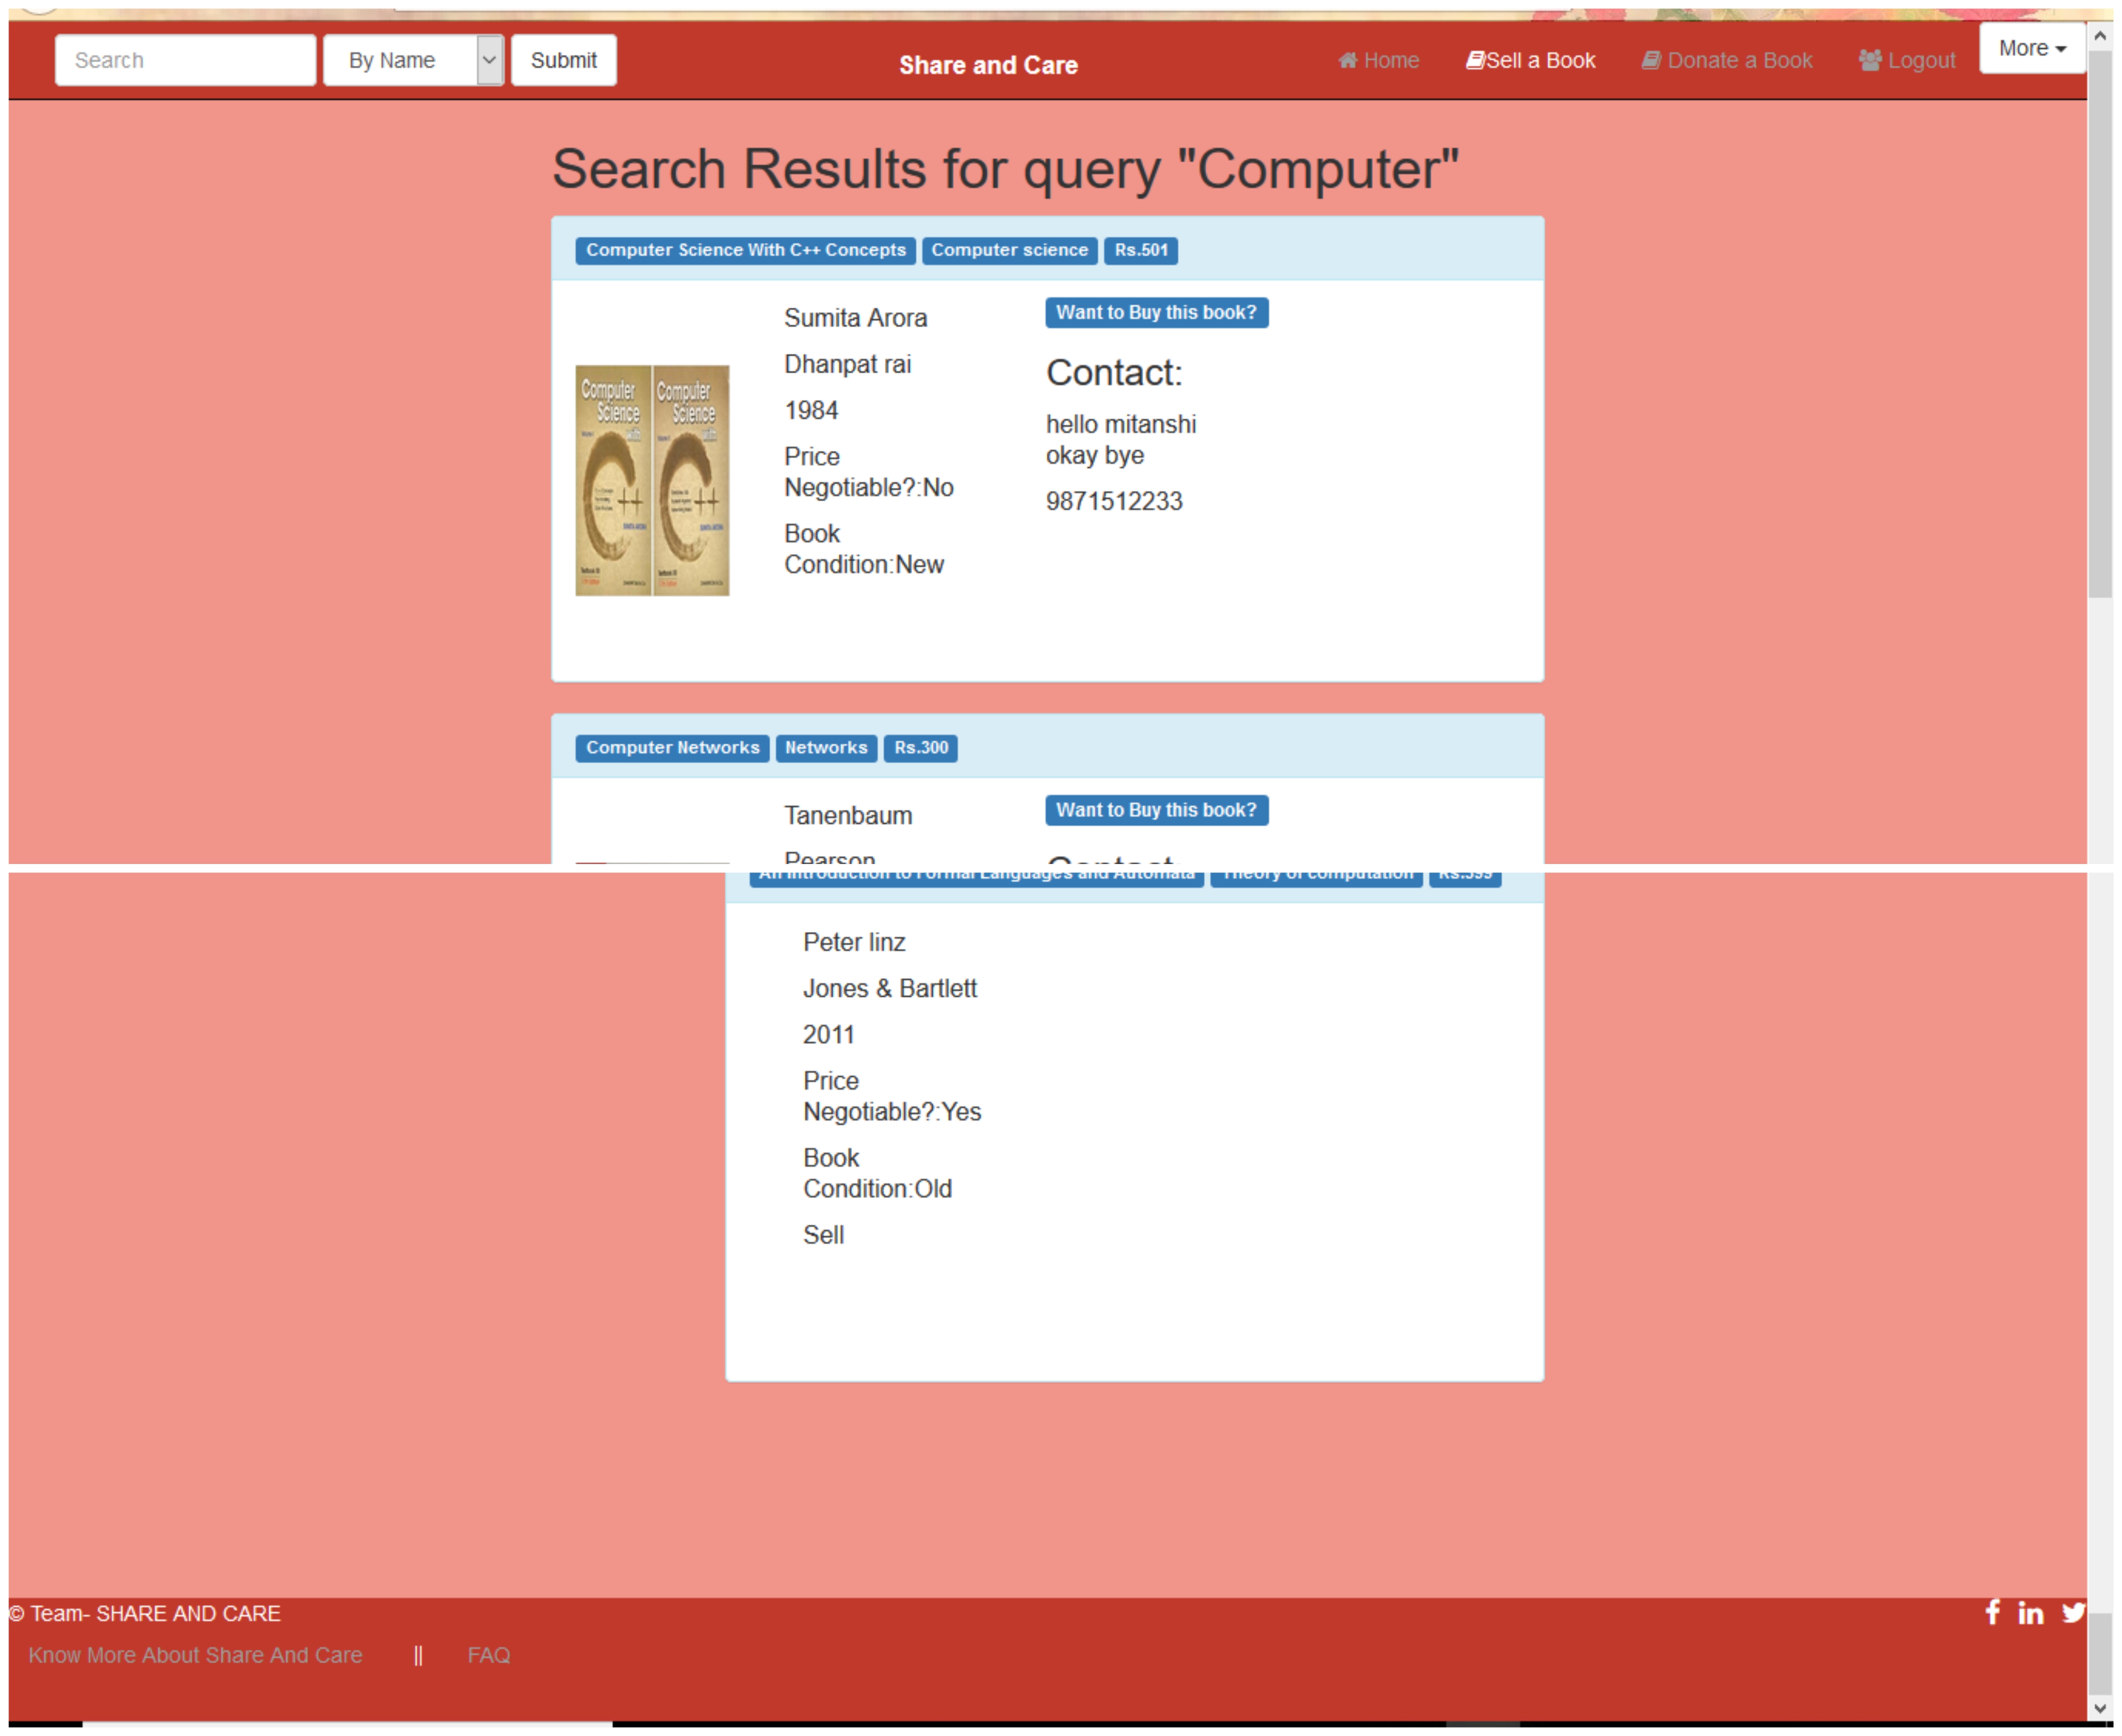 Search By Name Submit Share and Care Home Sell a Book Donate a Book Logout More
Search Results for query "Computer"
Computer Science With C++ Concepts Computer science Rs.501
Sumita Arora
Dhanpat rai
1984
Price
Negotiable?:No
Book
Condition:New
Want to Buy this book?
Contact:
hello mitanshi
okay bye
9871512233
Computer
Science
C++
Computer
Science
C++
Computer Networks Networks Rs.300
Tanenbaum
Pearson
Want to Buy this book?
Contact:
An Introduction to Formal Languages and Automata Theory of computation Rs.399
Peter linz
Jones & Bartlett
2011
Price
Negotiable?:Yes
Book
Condition:Old
Sell
© Team- SHARE AND CARE
Know More About Share And Care || FAQ